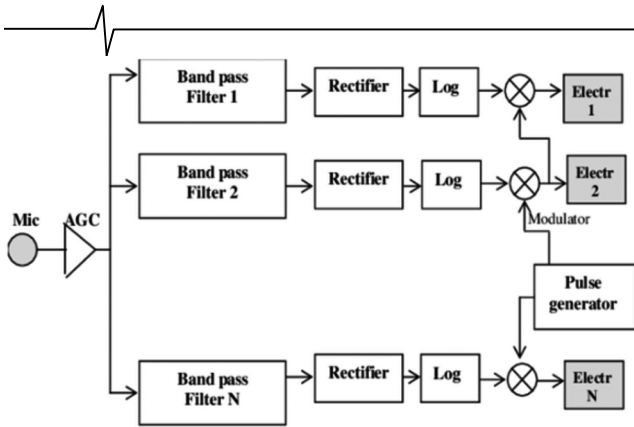 Band pass
Filter 1
Rectifier
Log
Electr
1
Band pass
Filter 2
Rectifier
Log
Electr
2
Mic
AGC
Modulator
Pulse
generator
Band pass
Filter N
Rectifier
Log
Electr
N